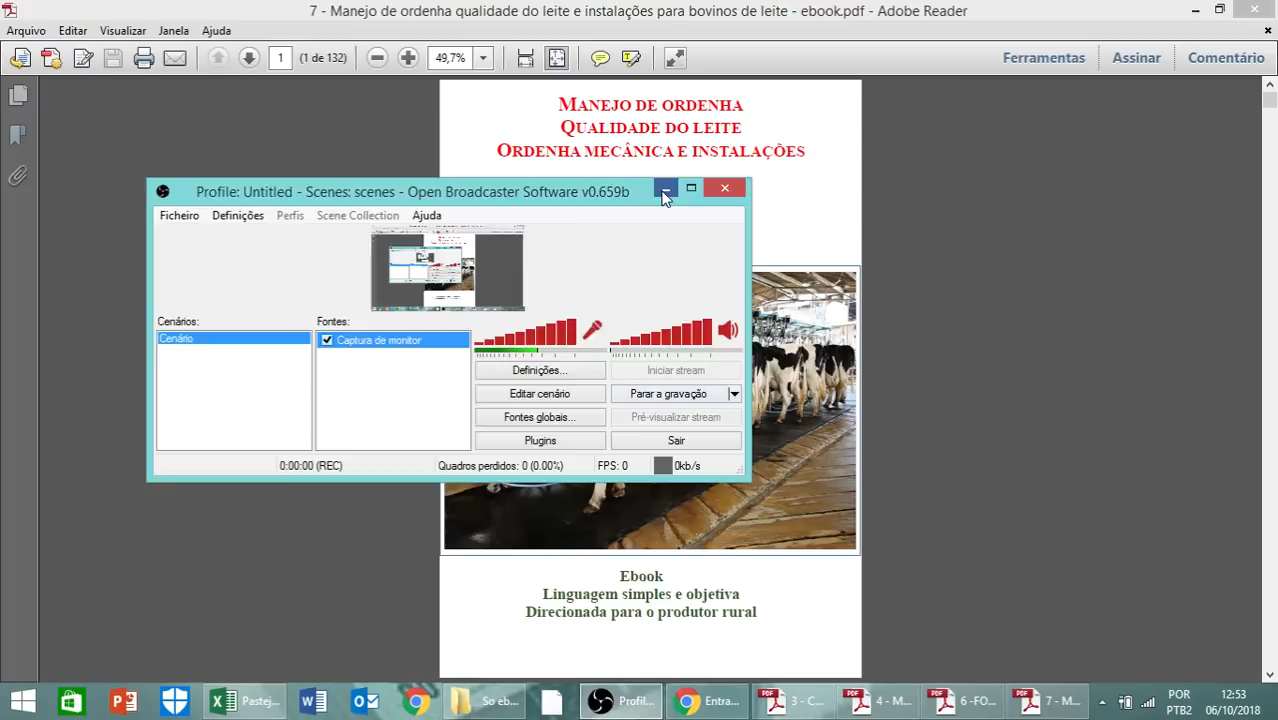 7 - Manejo de ordenha qualidade do leite e instalações para bovinos de leite - ebook.pdf - Adobe Reader
Arquivo Editar Visualizar Janela Ajuda
1 (1 de 132) 49,7% Ferramentas Assinar Comentário
MANEJO DE ORDENHA
QUALIDADE DO LEITE
ORDENHA MECÂNICA E INSTALAÇÕES
Profile: Untitled - Scenes: scenes - Open Broadcaster Software v0.659b
Ficheiro Definições Perfis Scene Collection Ajuda
Cenários: Fontes:
Cenário Captura de monitor
Definições... Iniciar stream
Editar cenário Parar a gravação
Fontes globais... Pré-visualizar stream
Plugins Sair
0:00:00 (REC) Quadros perdidos: 0 (0.00%) FPS: 0 0kb/s
Ebook
Linguagem simples e objetiva
Direcionada para o produtor rural
Pastej... So eb... Profil... Entra... 3 - C... 4 - M... 6 -FO... 7 - M...
POR 12:53
PTB2 06/10/2018